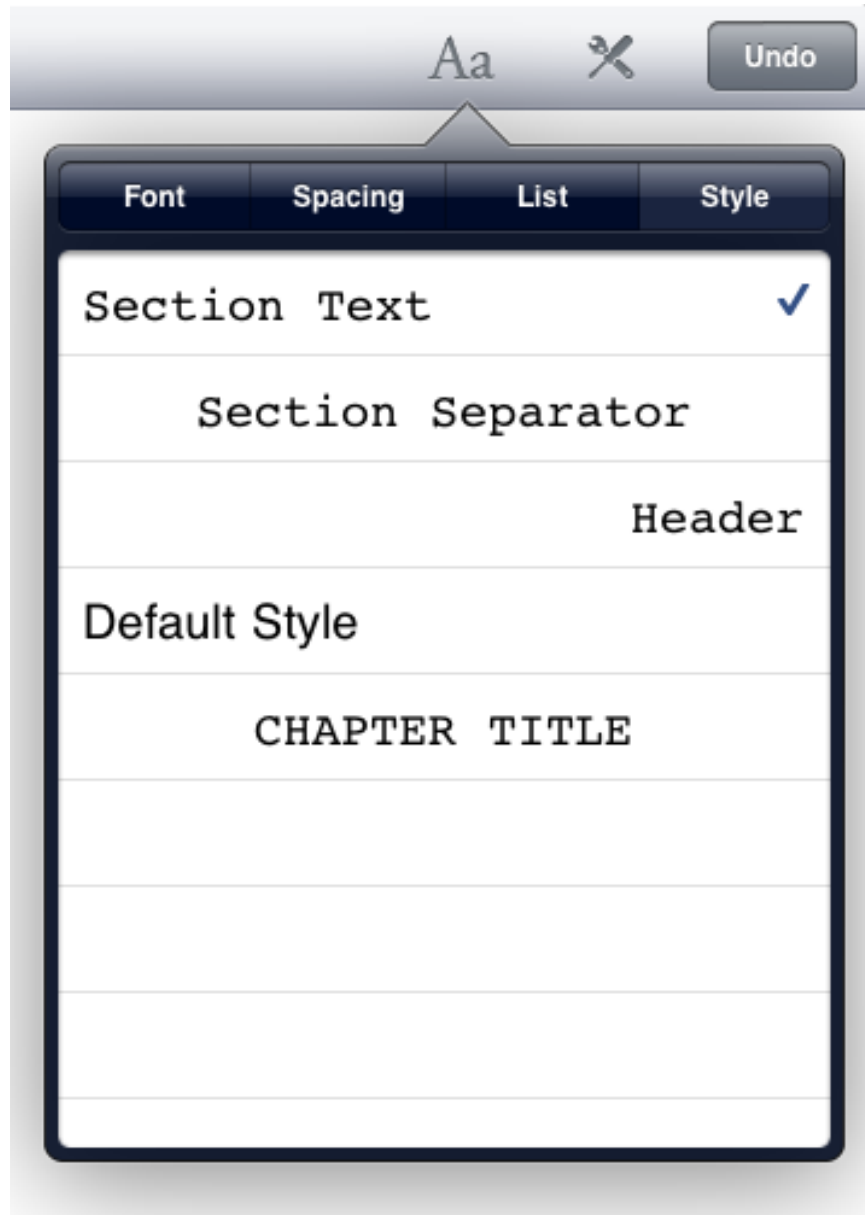 Aa Undo
Font Spacing List Style
Section Text
Section Separator
Header
Default Style
CHAPTER TITLE